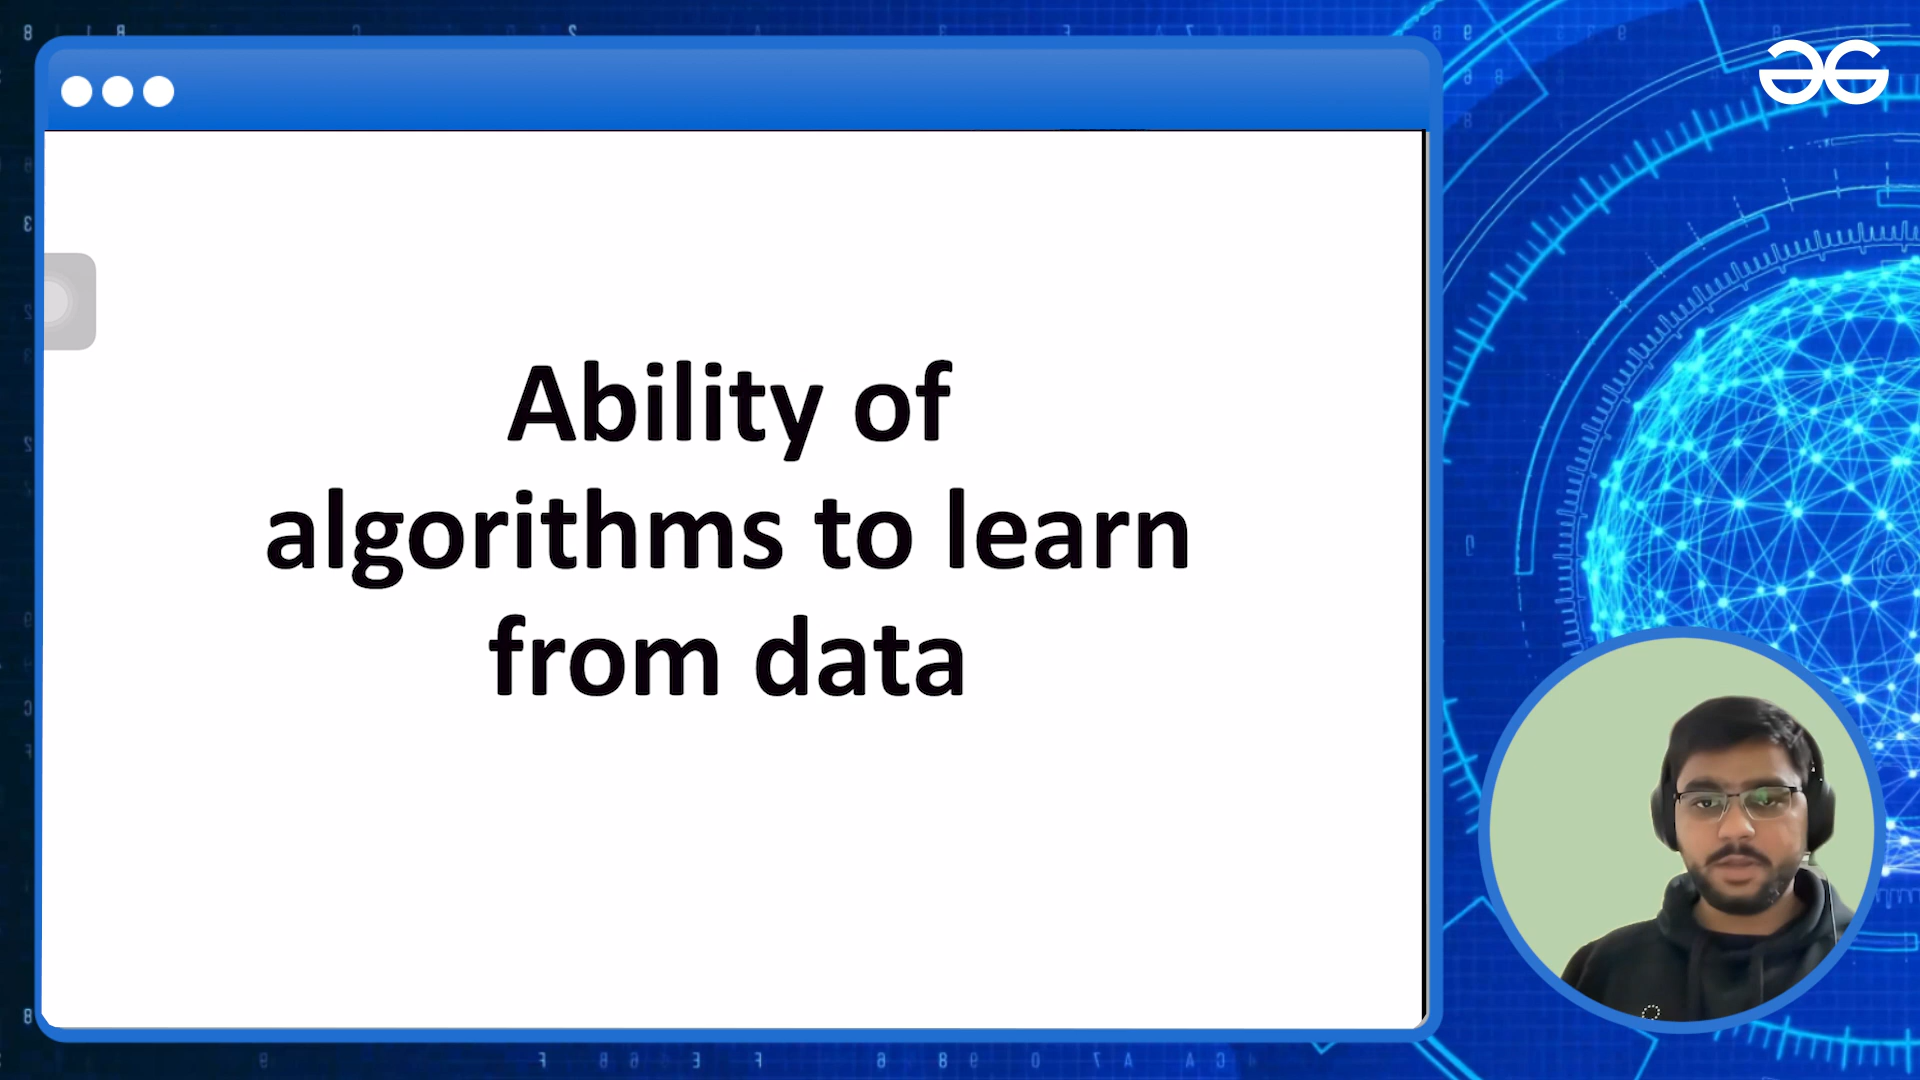 Ability of
algorithms to learn
from data